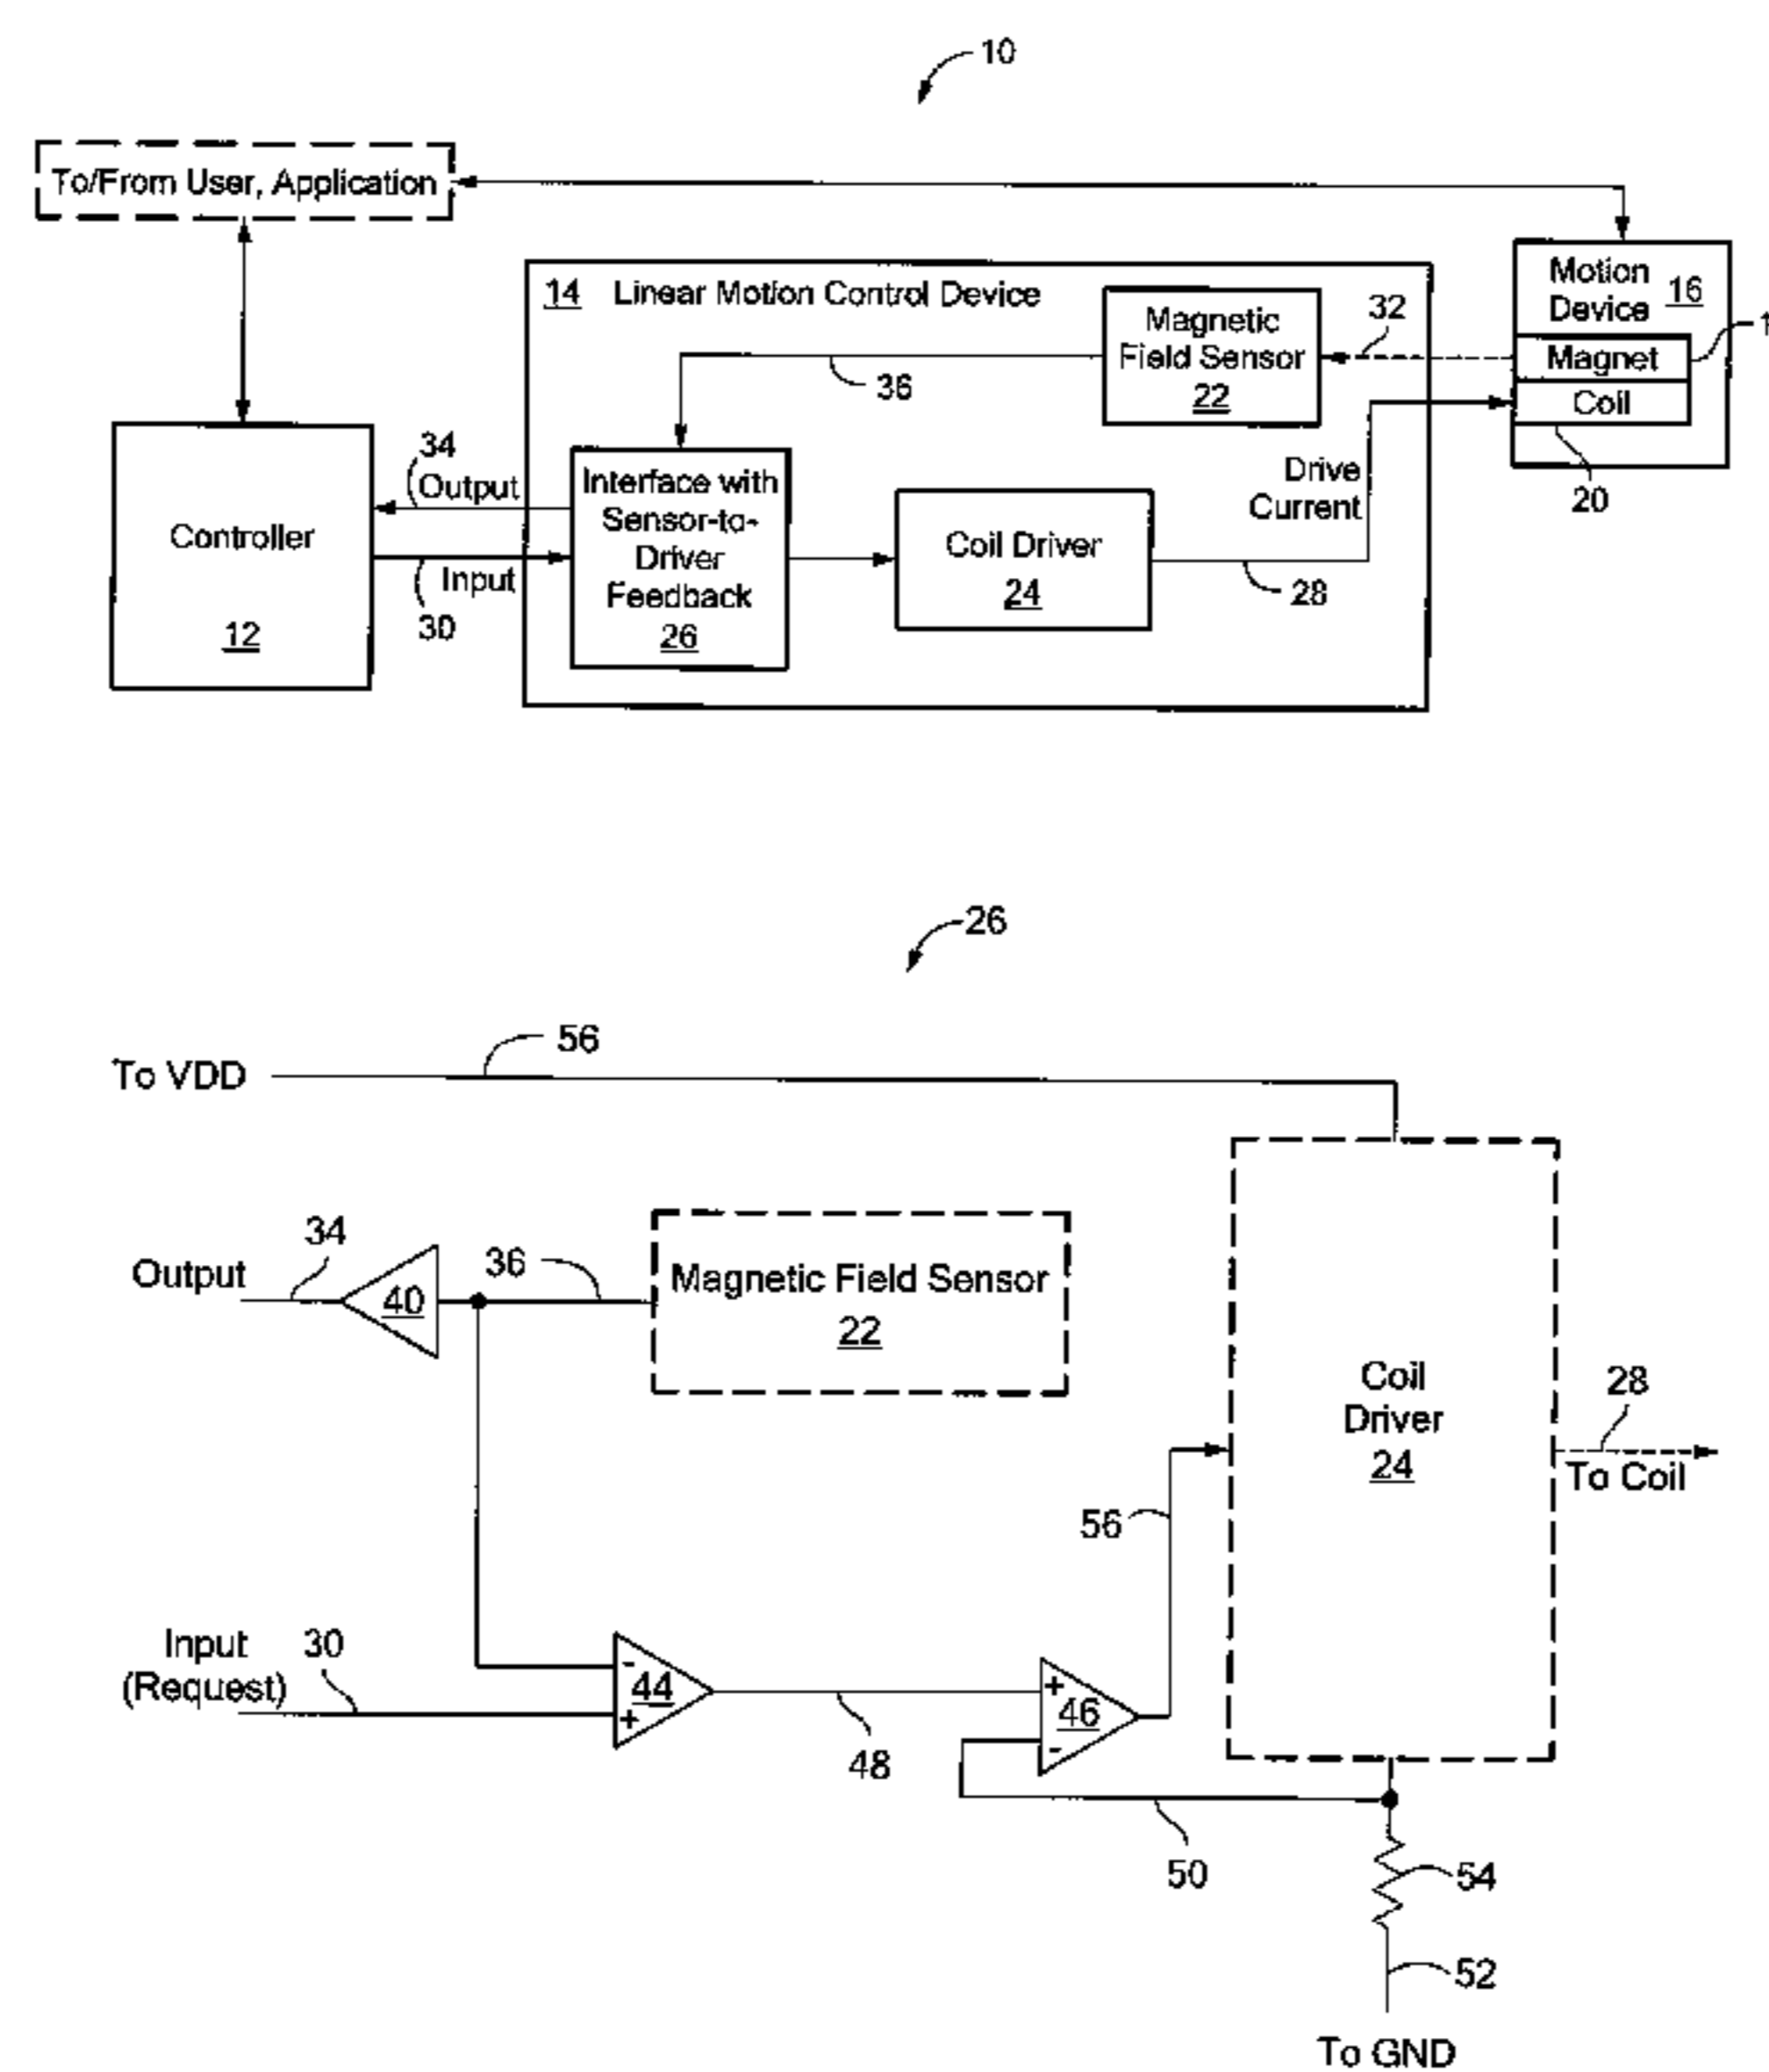 10
To/From User, Application
14 Linear Motion Control Device
Magnetic
Field Sensor
22
32
Motion
Device
16
Magnet
Coil
20
36
34
Output
Controller
12
Input
30
Interface with
Sensor-to-
Driver
Feedback
26
Coil Driver
24
Drive
Current
28
26
To VDD
56
Output
34
40
36
Magnetic Field Sensor
22
Coil
Driver
24
28
To Coil
56
Input
(Request)
30
-
44
+
48
+
46
-
50
54
52
To GND